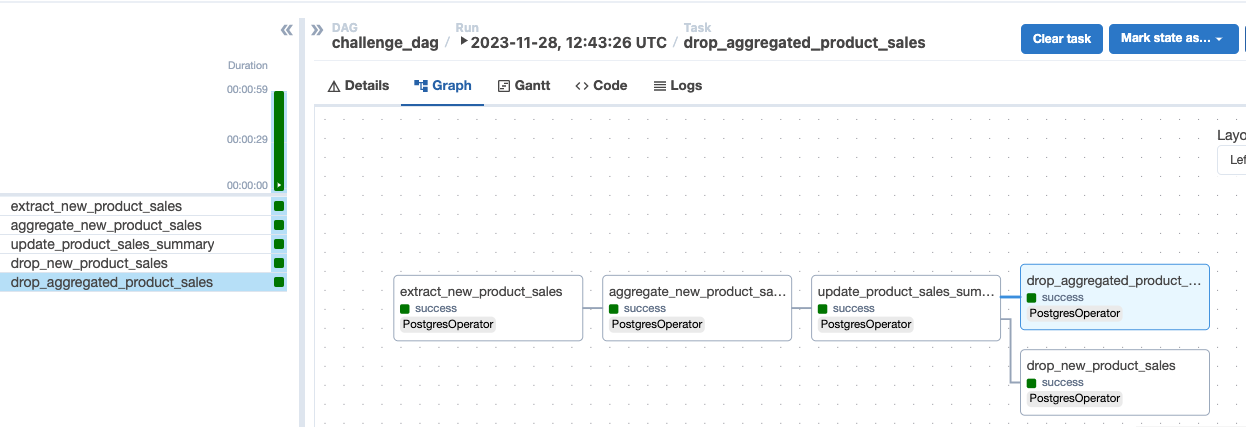 DAG
challenge_dag
/
Run
2023-11-28, 12:43:26 UTC
/
Task
drop_aggregated_product_sales
Clear task
Mark state as...
Details
Graph
Gantt
Code
Logs
Duration
00:00:59
00:00:29
00:00:00
extract_new_product_sales
aggregate_new_product_sales
update_product_sales_summary
drop_new_product_sales
drop_aggregated_product_sales
Layo
Lef
extract_new_product_sales
success
PostgresOperator
aggregate_new_product_sa...
success
PostgresOperator
update_product_sales_sum...
success
PostgresOperator
drop_aggregated_product_...
success
PostgresOperator
drop_new_product_sales
success
PostgresOperator